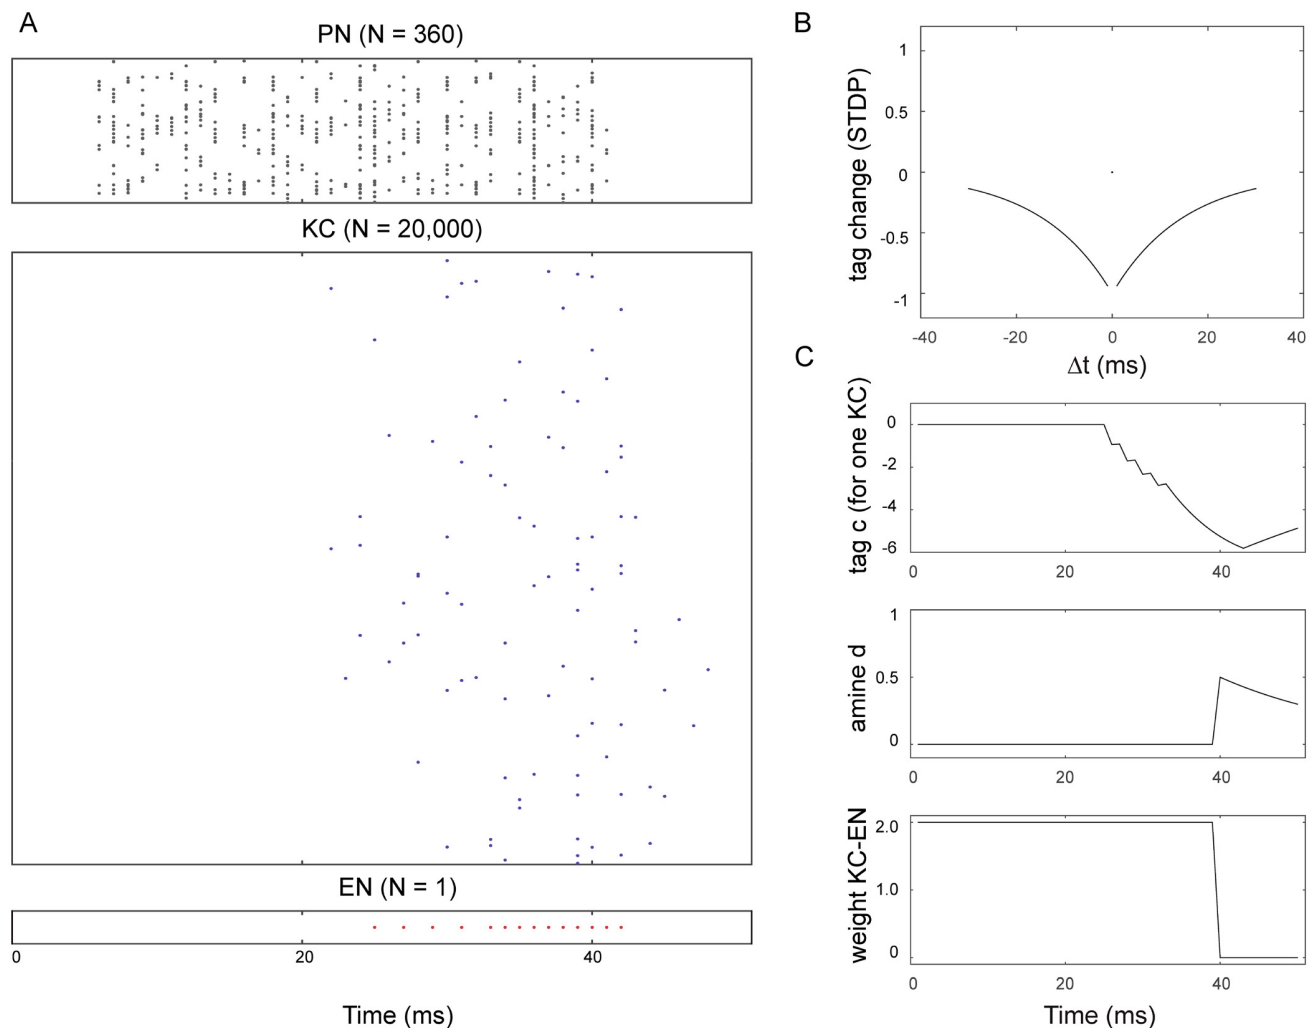 A
PN (N = 360)
KC (N = 20,000)
EN (N = 1)
0 20 40
Time (ms)
B
tag change (STDP)
1
0.5
0
-0.5
-1
-40 -20 0 20 40
Δt (ms)
C
tag c (for one KC)
0
-2
-4
-6
0 20 40
amine d
1
0.5
0
0 20 40
weight KC-EN
2.0
1.0
0
0 20 40
Time (ms)